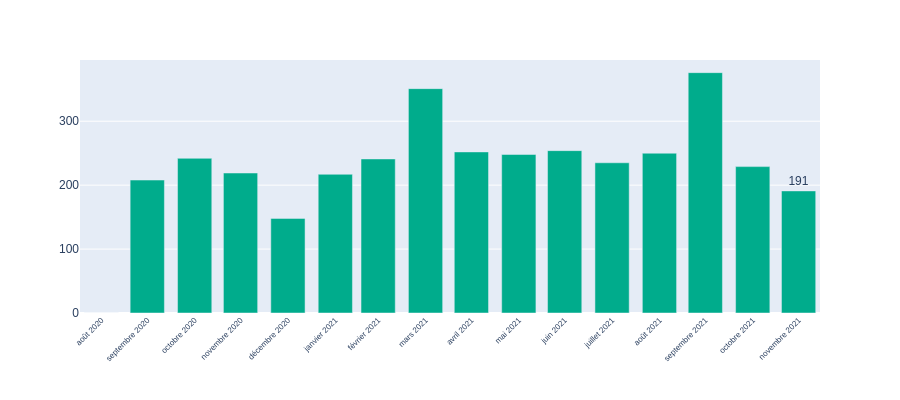 300
200
100
0
191
août 2020
septembre 2020
octobre 2020
novembre 2020
décembre 2020
janvier 2021
février 2021
mars 2021
avril 2021
mai 2021
juin 2021
juillet 2021
août 2021
septembre 2021
octobre 2021
novembre 2021